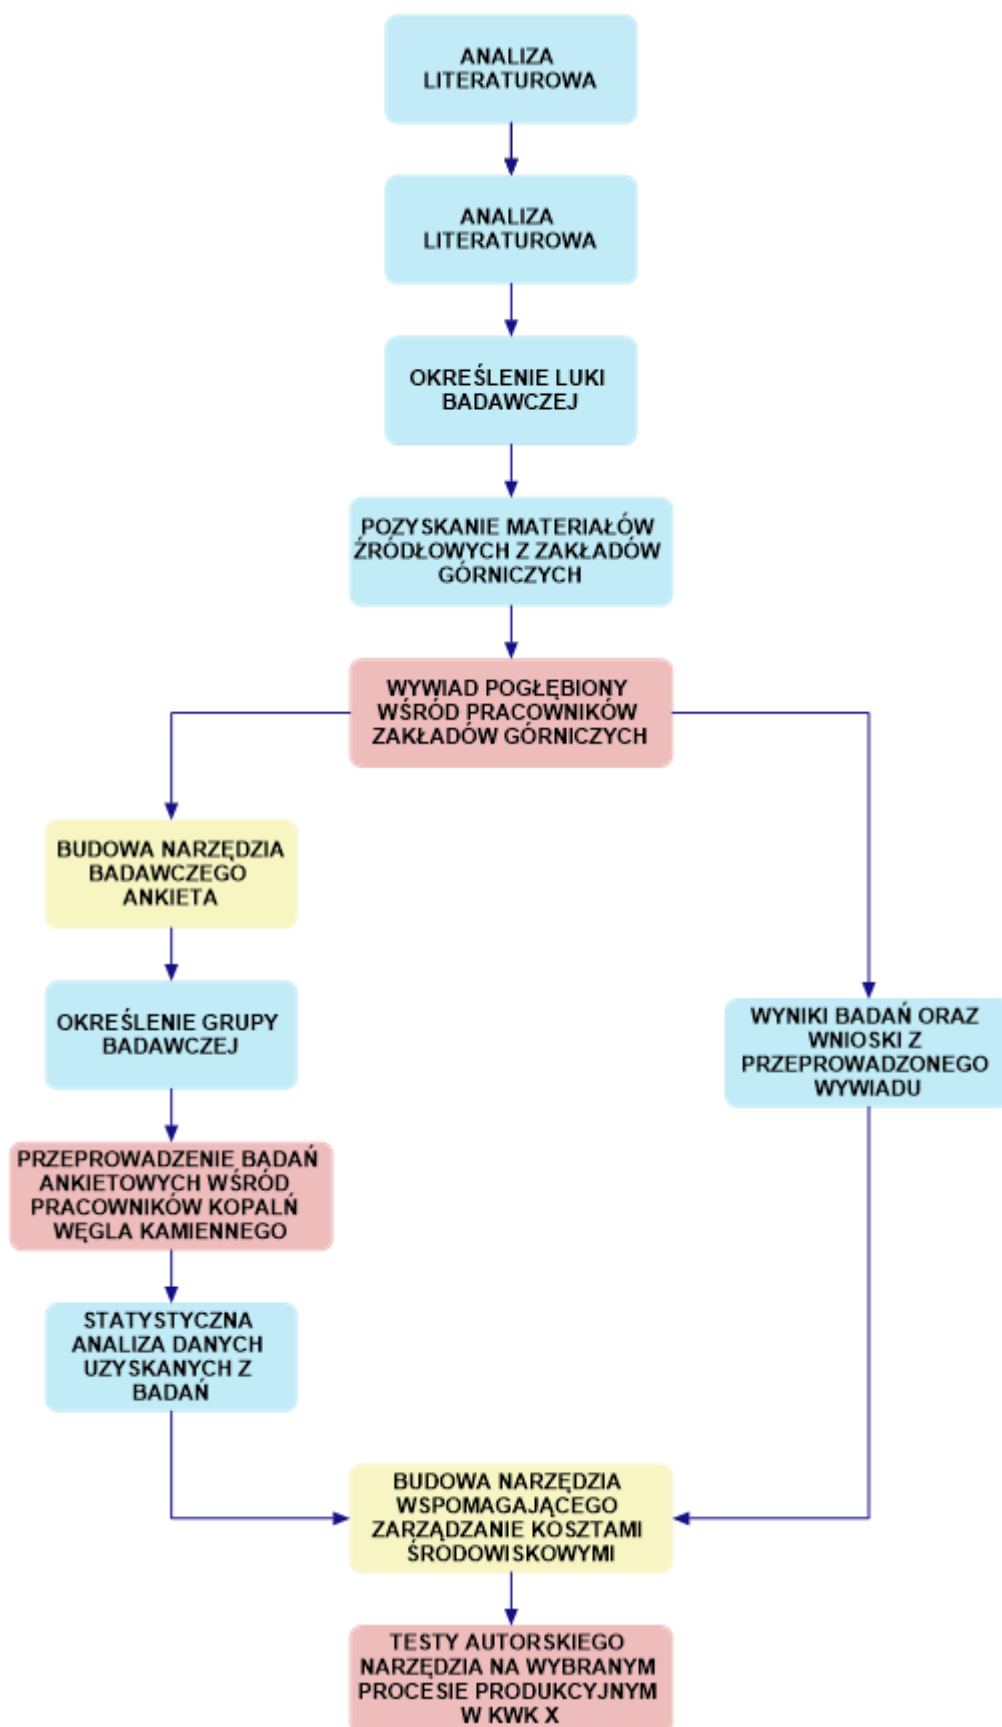 ANALIZA
LITERATUROWA
ANALIZA
LITERATUROWA
OKREŚLENIE LUKI
BADAWCZEJ
POZYSKANIE MATERIAŁÓW
ŹRÓDŁOWYCH Z ZAKŁADÓW
GÓRNICZYCH
WYWIAD POGŁĘBIONY
WŚRÓD PRACOWNIKÓW
ZAKŁADÓW GÓRNICZYCH
BUDOWA NARZĘDZIA
BADAWCZEGO
ANKIETA
OKREŚLENIE GRUPY
BADAWCZEJ
WYNIKI BADAŃ ORAZ
WNIOSKI Z
PRZEPROWADZONEGO
WYWIADU
PRZEPROWADZENIE BADAŃ
ANKIETOWYCH WŚRÓD
PRACOWNIKÓW KOPALŃ
WĘGLA KAMIENNEGO
STATYSTYCZNA
ANALIZA DANYCH
UZYSKANYCH Z
BADAŃ
BUDOWA NARZĘDZIA
WSPOMAGAJĄCEGO
ZARZĄDZANIE KOSZTAMI
ŚRODOWISKOWYMI
TESTY AUTORSKIEGO
NARZĘDZIA NA WYBRANYM
PROCESIE PRODUKCYJNYM
W KWK X